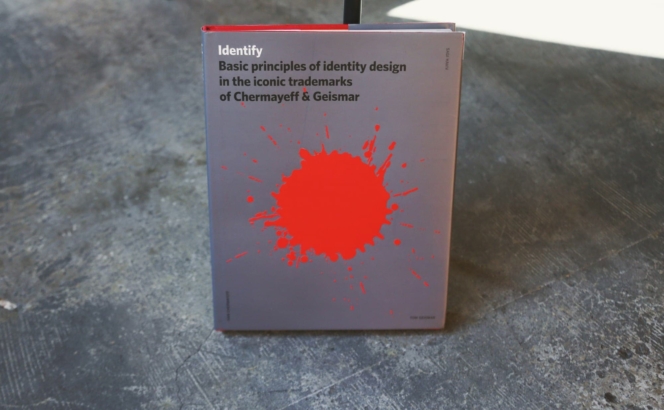 Identify
Basic principles of identity design
in the iconic trademarks
of Chermayeff & Geismar